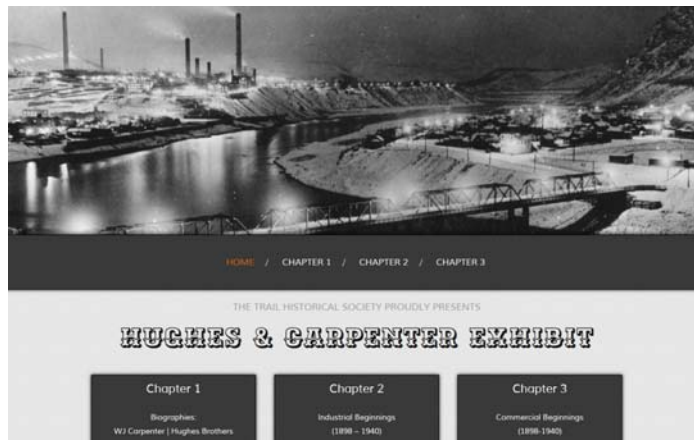 HOME / CHAPTER 1 / CHAPTER 2 / CHAPTER 3
THE TRAIL HISTORICAL SOCIETY PROUDLY PRESENTS
HUGHES & CARPENTER EXHIBIT
Chapter 1
Biographies:
WJ Carpenter | Hughes Brothers
Chapter 2
Industrial Beginnings
(1898 – 1940)
Chapter 3
Commercial Beginnings
(1898-1940)